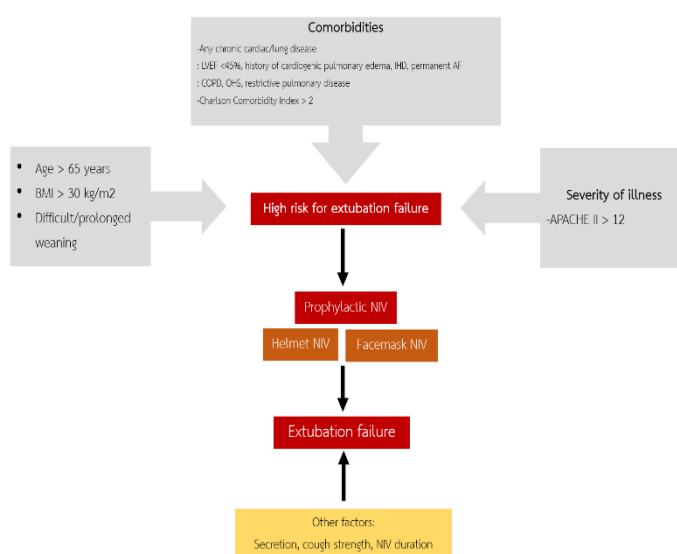 Comorbidities
-Any chronic cardiac/lung disease
: LVEF <45%, history of cardiogenic pulmonary edema, IHD, permanent AF
: COPD, OHS, restrictive pulmonary disease
-Charlson Comorbidity Index > 2
• Age > 65 years
• BMI > 30 kg/m2
• Difficult/prolonged
weaning
High risk for extubation failure
Severity of illness
-APACHE II > 12
Prophylactic NIV
Helmet NIV
Facemask NIV
Extubation failure
Other factors:
Secretion, cough strength, NIV duration